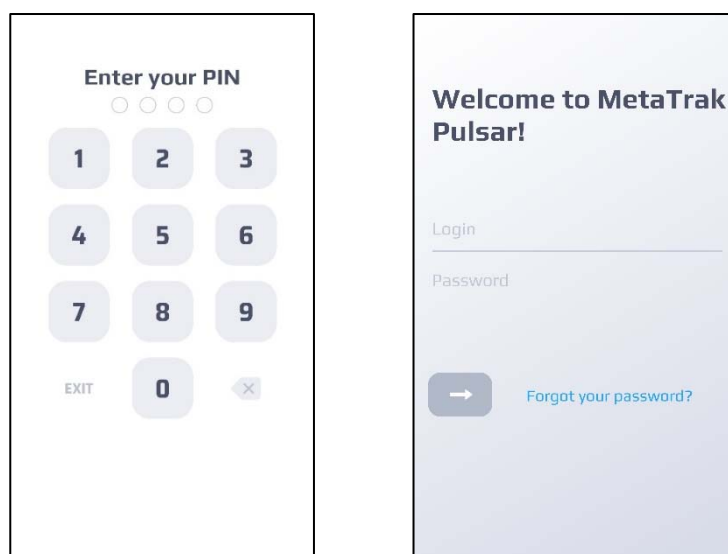 Enter your PIN
1 2 3
4 5 6
7 8 9
EXIT 0
Welcome to MetaTrak
Pulsar!
Login
Password
Forgot your password?